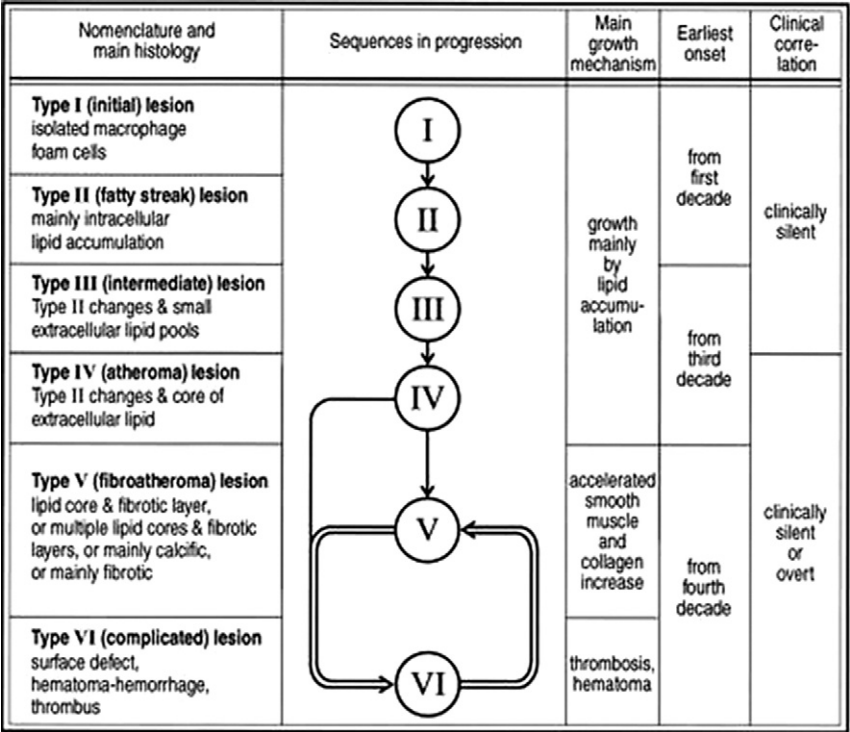 Nomenclature and
main histology
Sequences in progression
Main
growth
mechanism
Earliest
onset
Clinical
corre-
lation
Type I (initial) lesion
isolated macrophage
foam cells
Type II (fatty streak) lesion
mainly intracellular
lipid accumulation
Type III (intermediate) lesion
Type II changes & small
extracellular lipid pools
Type IV (atheroma) lesion
Type II changes & core of
extracellular lipid
Type V (fibroatheroma) lesion
lipid core & fibrotic layer,
or multiple lipid cores & fibrotic
layers, or mainly calcific,
or mainly fibrotic
Type VI (complicated) lesion
surface defect,
hematoma-hemorrhage,
thrombus
I
II
III
IV
V
VI
growth
mainly
by
lipid
accumu-
lation
accelerated
smooth
muscle
and
collagen
increase
thrombosis,
hematoma
from
first
decade
from
third
decade
from
fourth
decade
clinically
silent
clinically
silent
or
overt